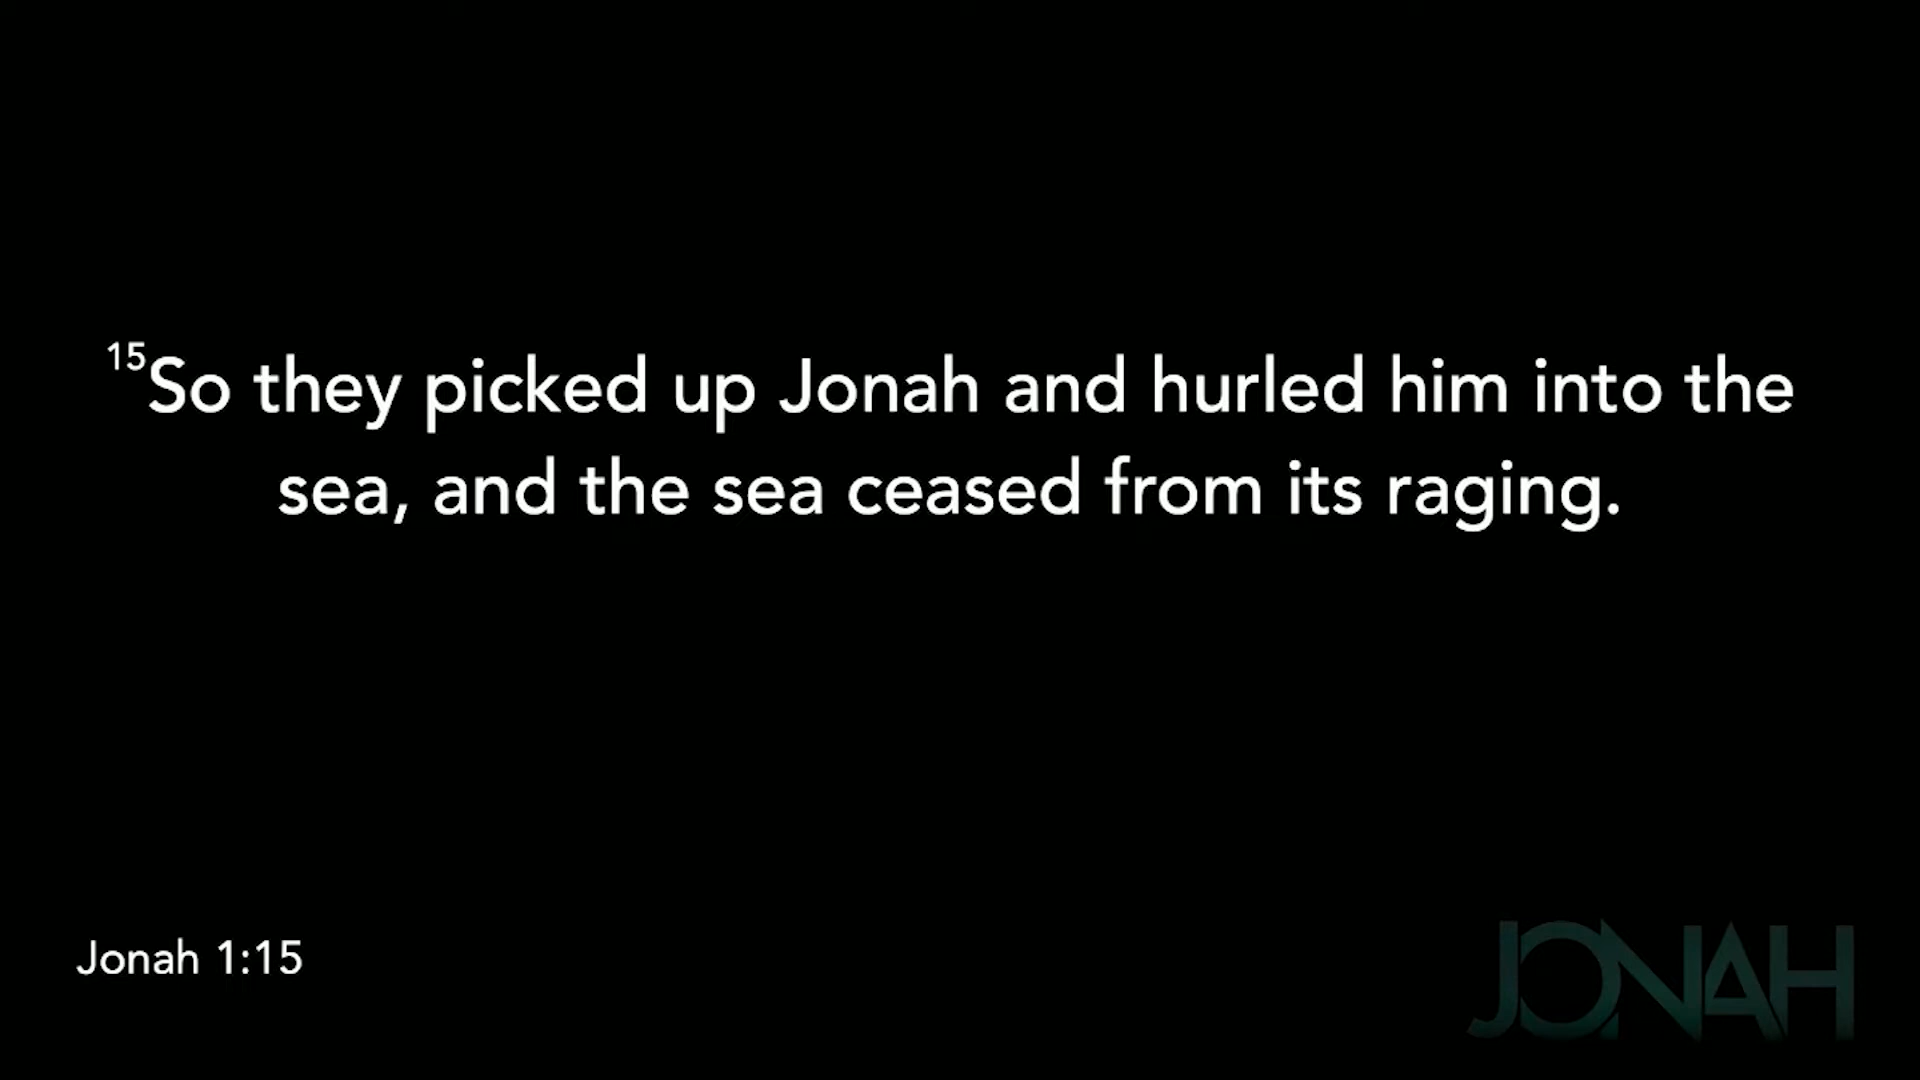 15So they picked up Jonah and hurled him into the
sea, and the sea ceased from its raging.
Jonah 1:15
JONAH